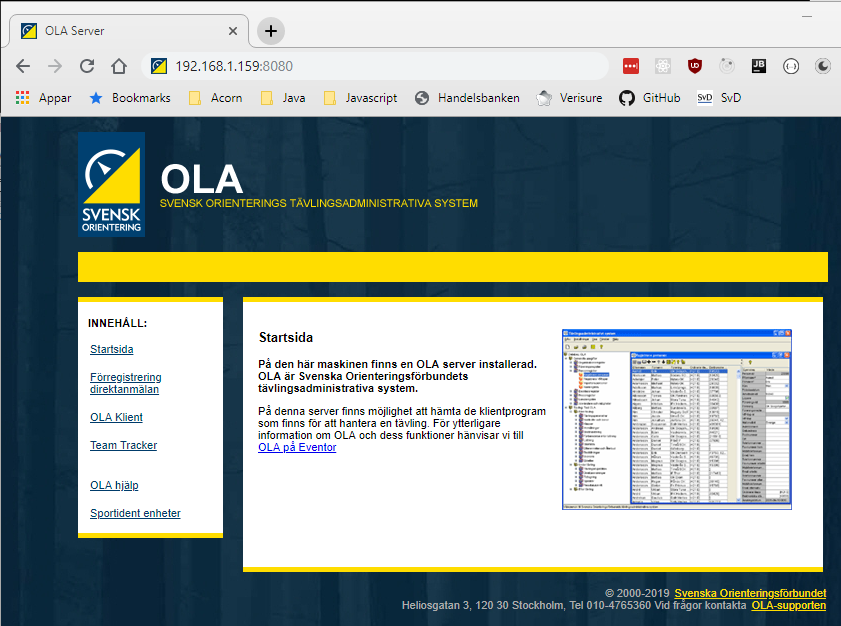 OLA Server
192.168.1.159:8080
Appar Bookmarks Acorn Java Javascript Handelsbanken Verisure GitHub SvD SvD
OLA
SVENSK ORIENTERINGS TÄVLINGSADMINISTRATIVA SYSTEM
SVENSK
ORIENTERING
INNEHÅLL:
Startsida
Förregistrering
direktanmälan
OLA Klient
Team Tracker
OLA hjälp
Sportident enheter
Startsida
På den här maskinen finns en OLA server installerad.
OLA är Svenska Orienteringsförbundets
tävlingsadministrativa system.
På denna server finns möjlighet att hämta de klientprogram
som finns för att hantera en tävling. För ytterligare
information om OLA och dess funktioner hänvisar vi till
OLA på Eventor
© 2000-2019 Svenska Orienteringsförbundet
Heliosgatan 3, 120 30 Stockholm, Tel 010-4765360 Vid frågor kontakta OLA-supporten